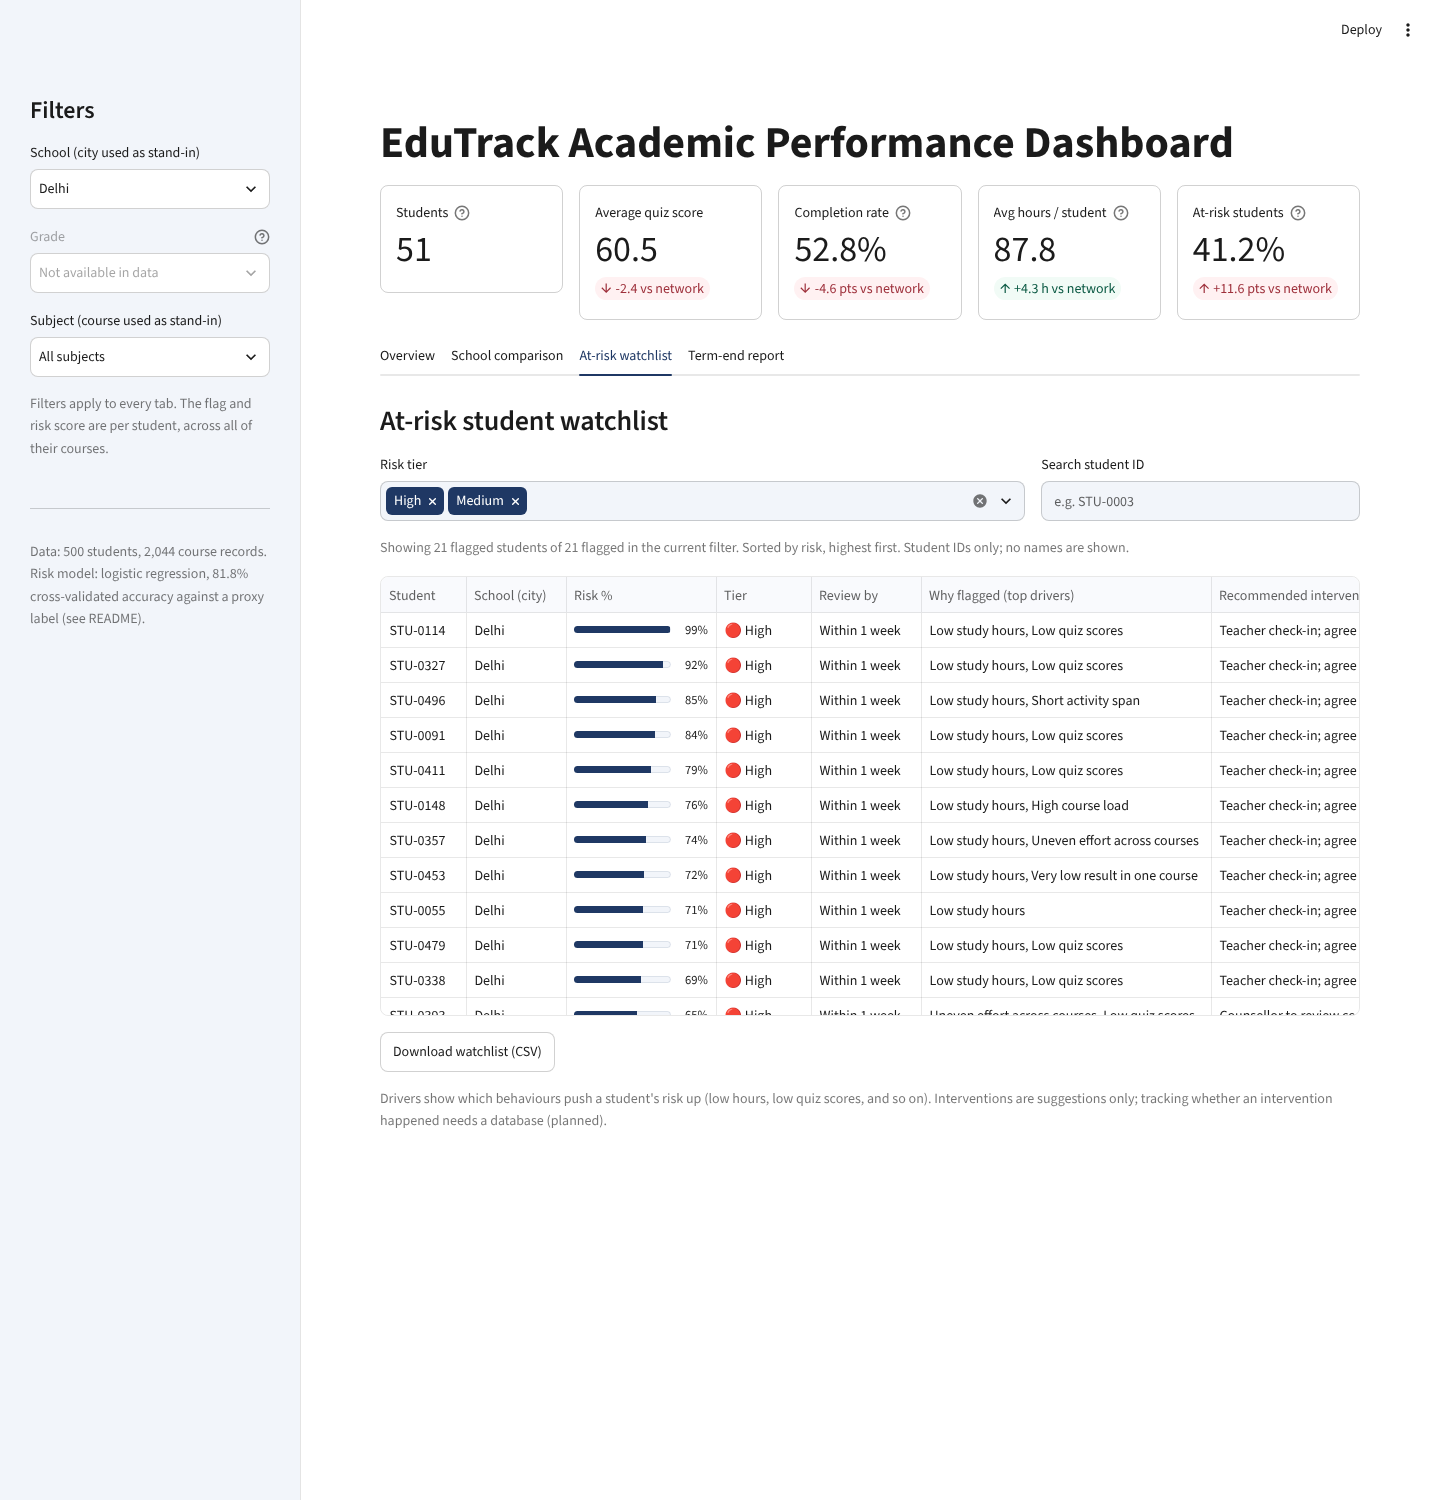 Deploy
Filters
School (city used as stand-in)
Delhi
Grade
Not available in data
Subject (course used as stand-in)
All subjects
Filters apply to every tab. The flag and
risk score are per student, across all of
their courses.
Data: 500 students, 2,044 course records.
Risk model: logistic regression, 81.8%
cross-validated accuracy against a proxy
label (see README).
EduTrack Academic Performance Dashboard
Students
51
Average quiz score
60.5
↓ -2.4 vs network
Completion rate
52.8%
↓ -4.6 pts vs network
Avg hours / student
87.8
↑ +4.3 h vs network
At-risk students
41.2%
↑ +11.6 pts vs network
Overview School comparison At-risk watchlist Term-end report
At-risk student watchlist
Risk tier
High × Medium ×
Search student ID
e.g. STU-0003
Showing 21 flagged students of 21 flagged in the current filter. Sorted by risk, highest first. Student IDs only; no names are shown.
Student School (city) Risk % Tier Review by Why flagged (top drivers) Recommended interven
STU-0114 Delhi 99% High Within 1 week Low study hours, Low quiz scores Teacher check-in; agree
STU-0327 Delhi 92% High Within 1 week Low study hours, Low quiz scores Teacher check-in; agree
STU-0496 Delhi 85% High Within 1 week Low study hours, Short activity span Teacher check-in; agree
STU-0091 Delhi 84% High Within 1 week Low study hours, Low quiz scores Teacher check-in; agree
STU-0411 Delhi 79% High Within 1 week Low study hours, Low quiz scores Teacher check-in; agree
STU-0148 Delhi 76% High Within 1 week Low study hours, High course load Teacher check-in; agree
STU-0357 Delhi 74% High Within 1 week Low study hours, Uneven effort across courses Teacher check-in; agree
STU-0453 Delhi 72% High Within 1 week Low study hours, Very low result in one course Teacher check-in; agree
STU-0055 Delhi 71% High Within 1 week Low study hours Teacher check-in; agree
STU-0479 Delhi 71% High Within 1 week Low study hours, Low quiz scores Teacher check-in; agree
STU-0338 Delhi 69% High Within 1 week Low study hours, Low quiz scores Teacher check-in; agree
Delhi 65% High Within 1 week Uneven effort across courses, Low quiz scores Counsellor to review
Download watchlist (CSV)
Drivers show which behaviours push a student's risk up (low hours, low quiz scores, and so on). Interventions are suggestions only; tracking whether an intervention
happened needs a database (planned).